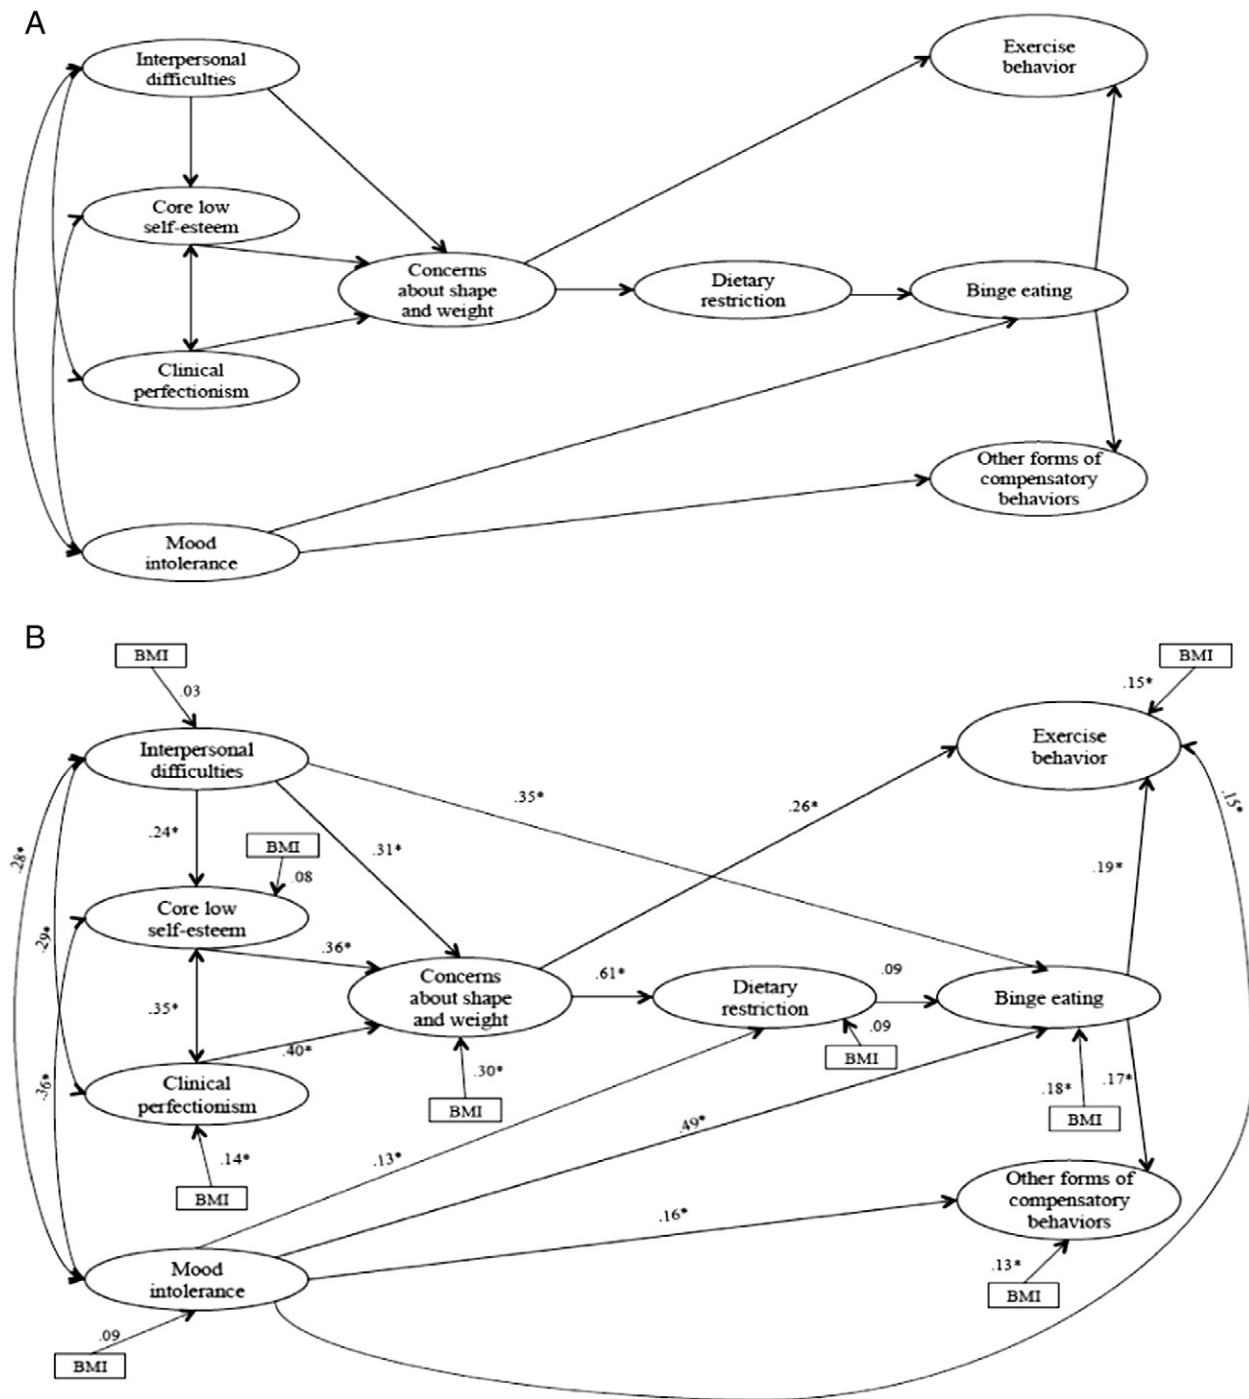 A
Interpersonal
difficulties
Exercise
behavior
Core low
self-esteem
Concerns
about shape
and weight
Dietary
restriction
Binge eating
Clinical
perfectionism
Other forms of
compensatory
behaviors
Mood
intolerance
B
BMI
BMI
.03
.15*
Interpersonal
difficulties
Exercise
behavior
.35*
.26*
.15*
.24*
BMI
.31*
.28*
.08
.19*
Core low
self-esteem
.29*
.36*
Concerns
about shape
and weight
.61*
Dietary
restriction
.09
Binge eating
.35*
.09
.40*
BMI
.36*
Clinical
perfectionism
.30*
.18*
.17*
BMI
BMI
.49*
.14*
.13*
BMI
Other forms of
compensatory
behaviors
.16*
Mood
intolerance
.13*
BMI
.09
BMI